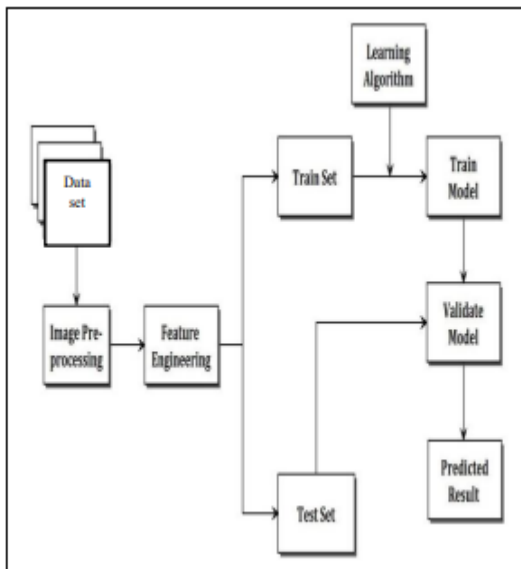 Learning
Algorithm
Data
set
Train Set
Train
Model
Image Pre-
processing
Feature
Engineering
Validate
Model
Test Set
Predicted
Result